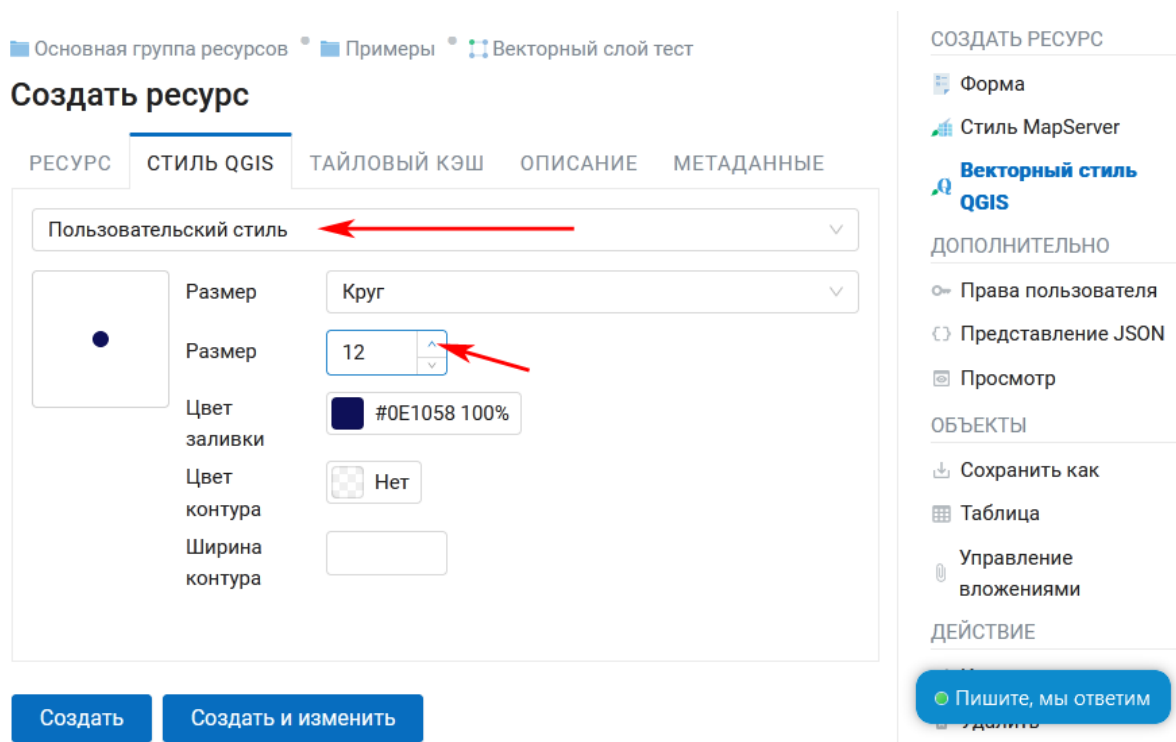 Основная группа ресурсов Примеры Векторный слой тест
Создать ресурс
РЕСУРС СТИЛЬ QGIS ТАЙЛОВЫЙ КЭШ ОПИСАНИЕ МЕТАДАННЫЕ
Пользовательский стиль
Размер Круг
Размер 12
Цвет
заливки
#0E1058 100%
Цвет
контура
Нет
Ширина
контура
Создать Создать и изменить
СОЗДАТЬ РЕСУРС
Форма
Стиль MapServer
Векторный стиль
QGIS
ДОПОЛНИТЕЛЬНО
Права пользователя
Представление JSON
Просмотр
ОБЪЕКТЫ
Сохранить как
Таблица
Управление
вложениями
ДЕЙСТВИЕ
Пишите, мы ответим
Удалить